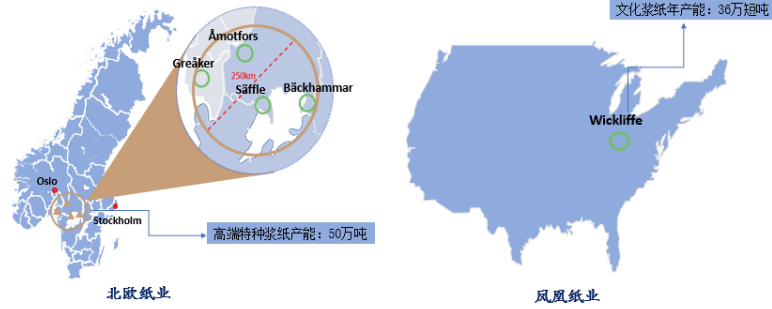 Åmotfors
Greåker
250km
Säffle
Bäckhammar
Oslo
Stockholm
高端特种浆纸产能：50万吨
北欧纸业
文化浆纸年产能：36万短吨
Wickliffe
凤凰纸业